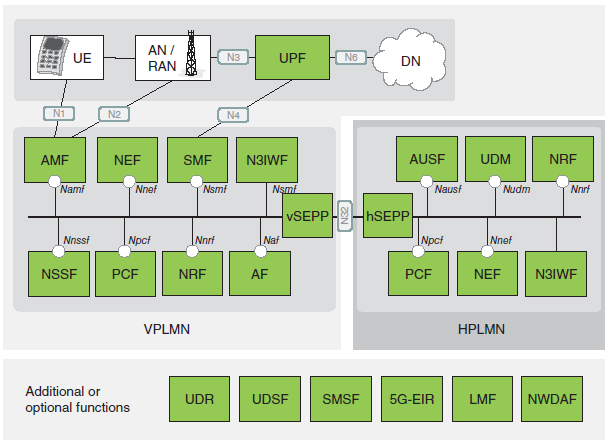 UE
AN /
RAN
N3
UPF
N6
DN
N1
N2
N4
AMF
NEF
SMF
N3IWF
Namf
Nnef
Nsmf
Nsmf
vSEPP
N32
hSEPP
Nnssf
Npcf
Nnrf
Naf
NSSF
PCF
NRF
AF
VPLMN
AUSF
UDM
NRF
Nausf
Nudm
Nnrf
Npcf
Nnef
PCF
NEF
N3IWF
HPLMN
Additional or
optional functions
UDR
UDSF
SMSF
5G-EIR
LMF
NWDAF